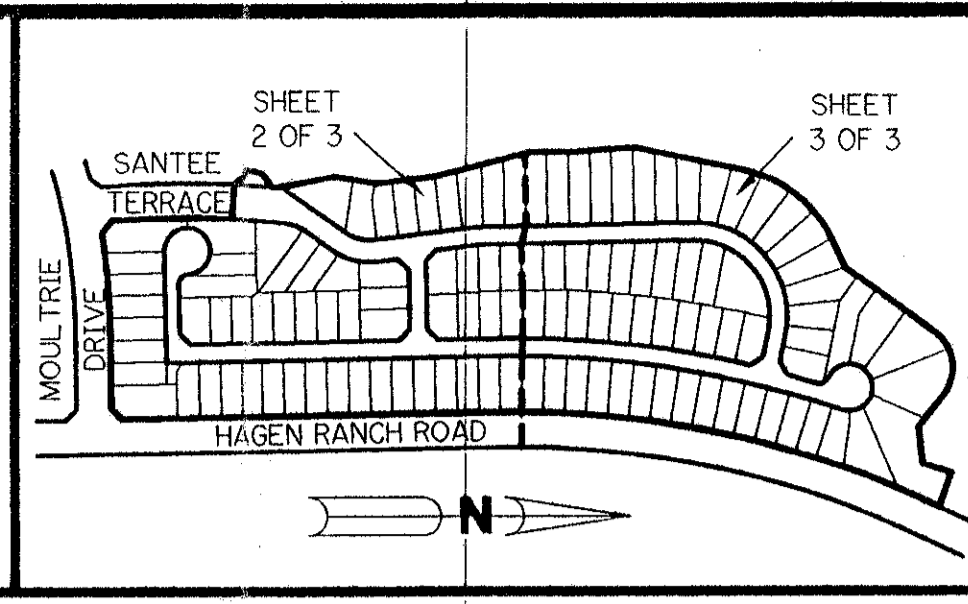 SHEET
2 OF 3
SHEET
3 OF 3
SANTEE
TERRACE
MOULTRIE
DRIVE
HAGEN RANCH ROAD
N